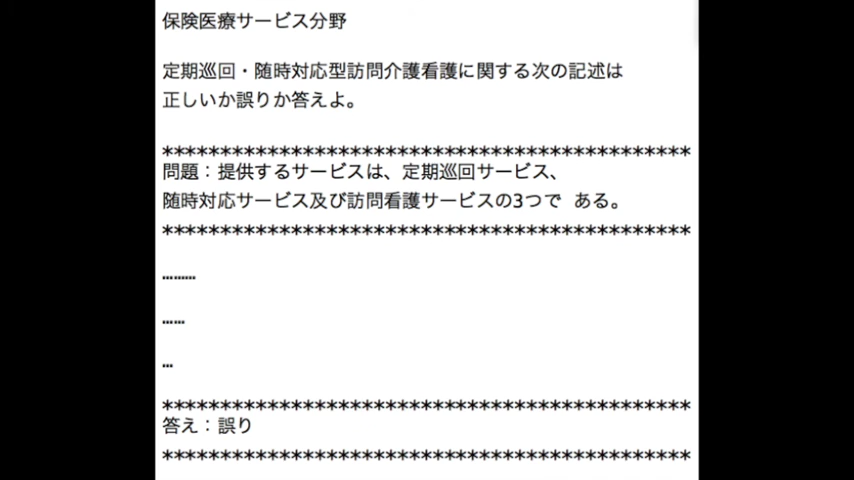 保険医療サービス分野
定期巡回・随時対応型訪問介護看護に関する次の記述は
正しいか誤りか答えよ。
**********************************************
問題：提供するサービスは、定期巡回サービス、
随時対応サービス及び訪問看護サービスの3つで ある。
**********************************************
………
……
…
**********************************************
答え：誤り
**********************************************